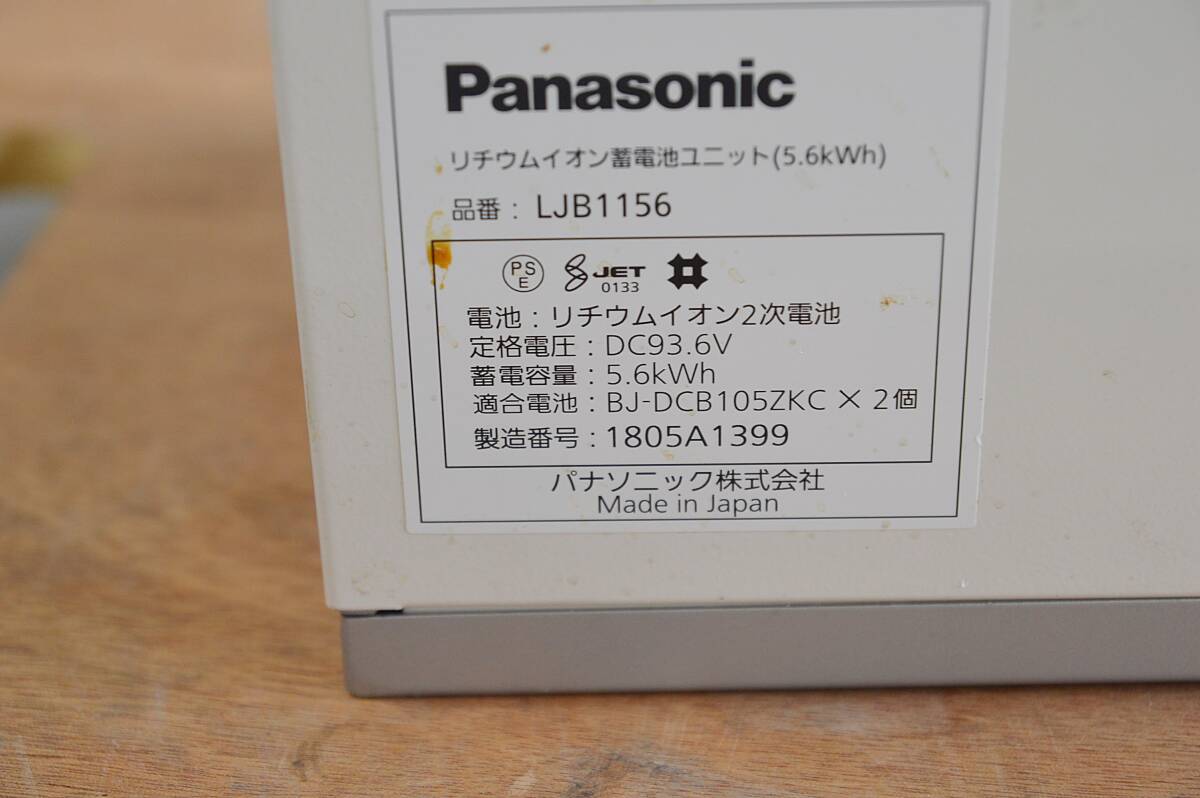 Panasonic
リチウムイオン蓄電池ユニット(5.6kWh)
品番： LJB1156
PS E JET 0133
電池：リチウムイオン2次電池
定格電圧：DC93.6V
蓄電容量：5.6kWh
適合電池：BJ-DCB105ZKC × 2個
製造番号：1805A1399
パナソニック株式会社
Made in Japan